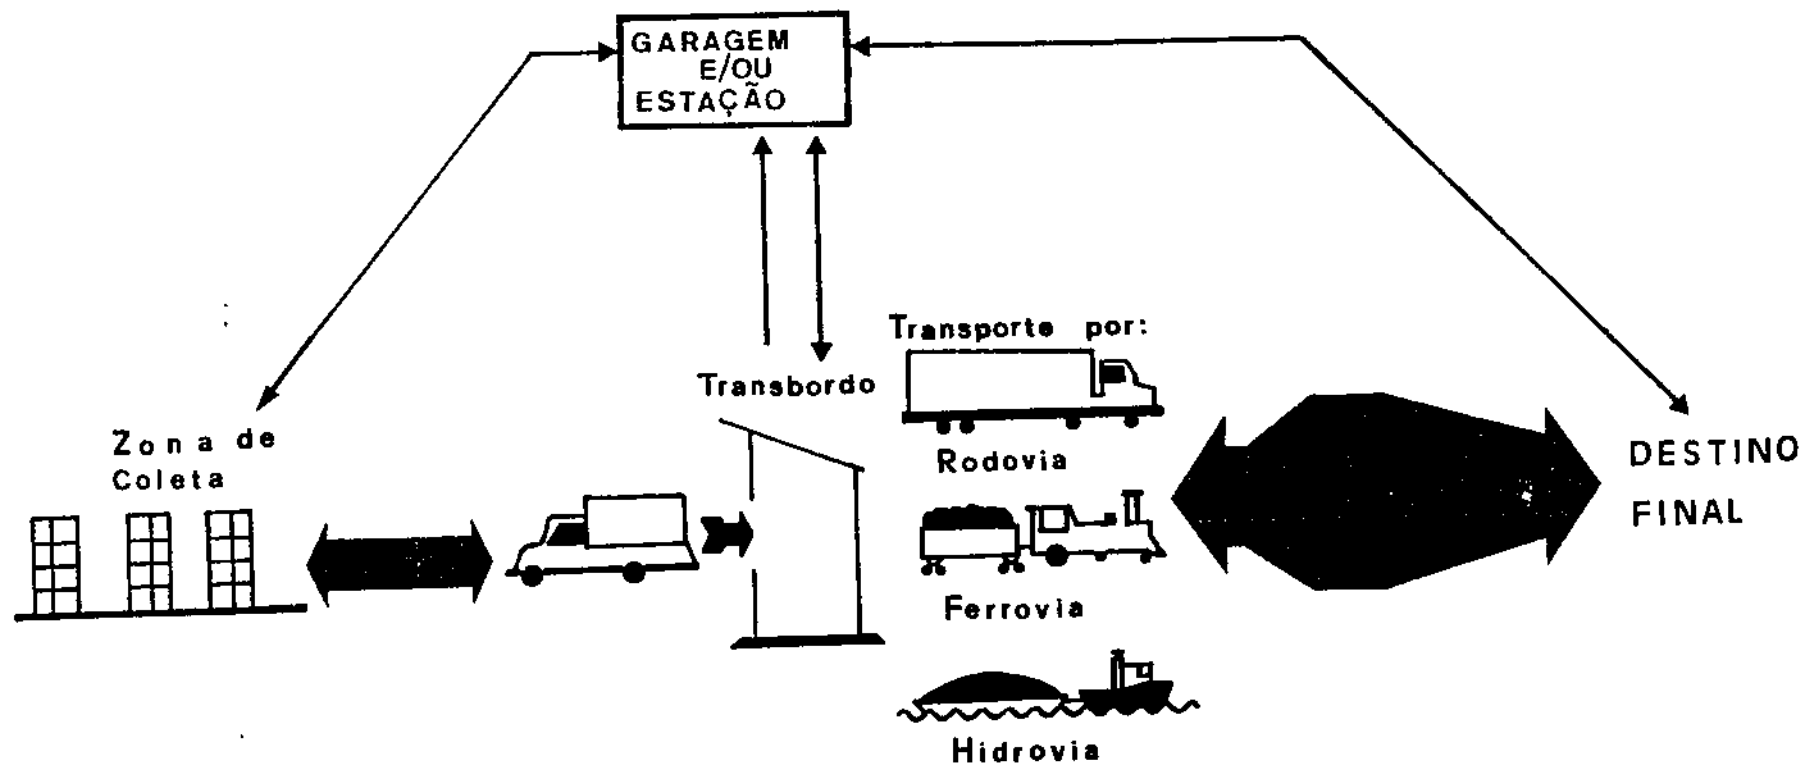 GARAGEM
E/OU
ESTAÇÃO
Transporte por:
Transbordo
Zona de
Coleta
Rodovia
DESTINO
FINAL
Ferrovia
Hidrovia